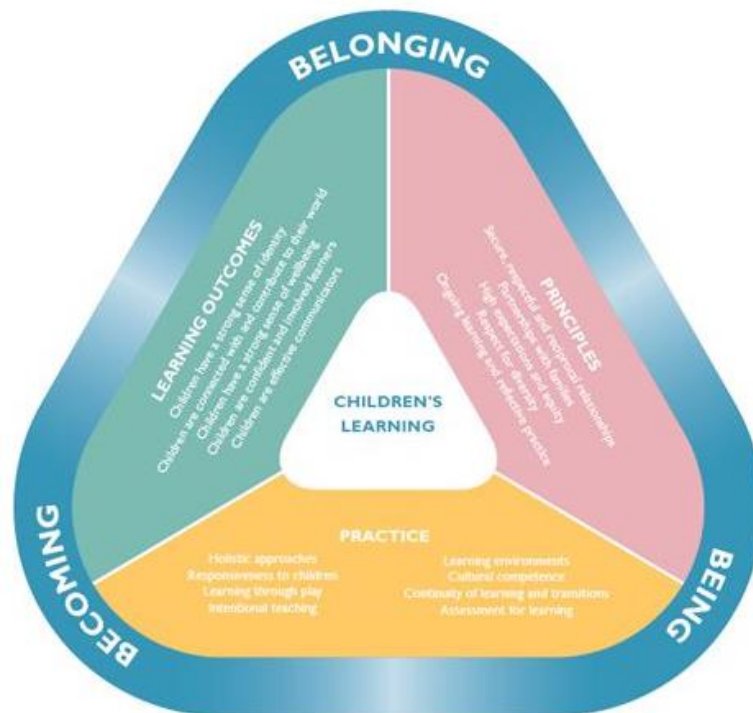 BELONGING
LEARNING OUTCOMES
Children have a strong sense of identity
Children are connected with and contribute to their world
Children have a strong sense of wellbeing
Children are confident and involved learners
Children are effective communicators
PRINCIPLES
Secure, respectful and reciprocal relationships
Partnerships with families
High expectations and equity
Respect for diversity
Ongoing learning and reflective practice
CHILDREN'S
LEARNING
PRACTICE
Holistic approaches
Responsiveness to children
Learning through play
Intentional teaching
Learning environments
Cultural competence
Continuity of learning and transitions
Assessment for learning
BECOMING
BEING